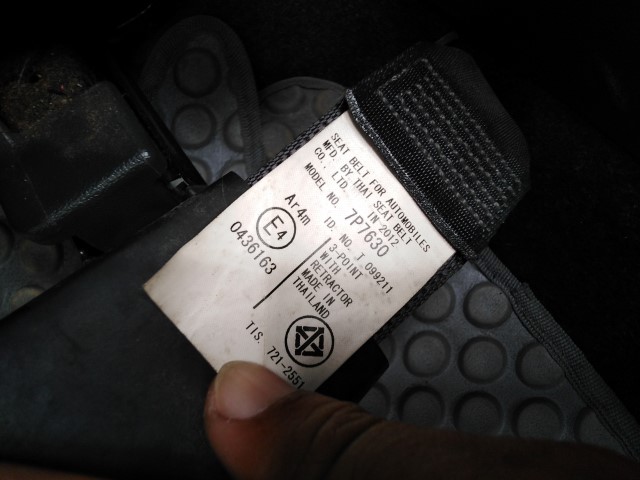 SEAT BELT FOR AUTOMOBILES
MFD. BY THAI SEAT BELT
CO., LTD. IN 2012
MODEL NO. 7P7630
ID. NO. T 099211
Ar4m
E4
0436163
3-POINT
WITH
RETRACTOR
MADE IN
THAILAND
TIS. 721-2551